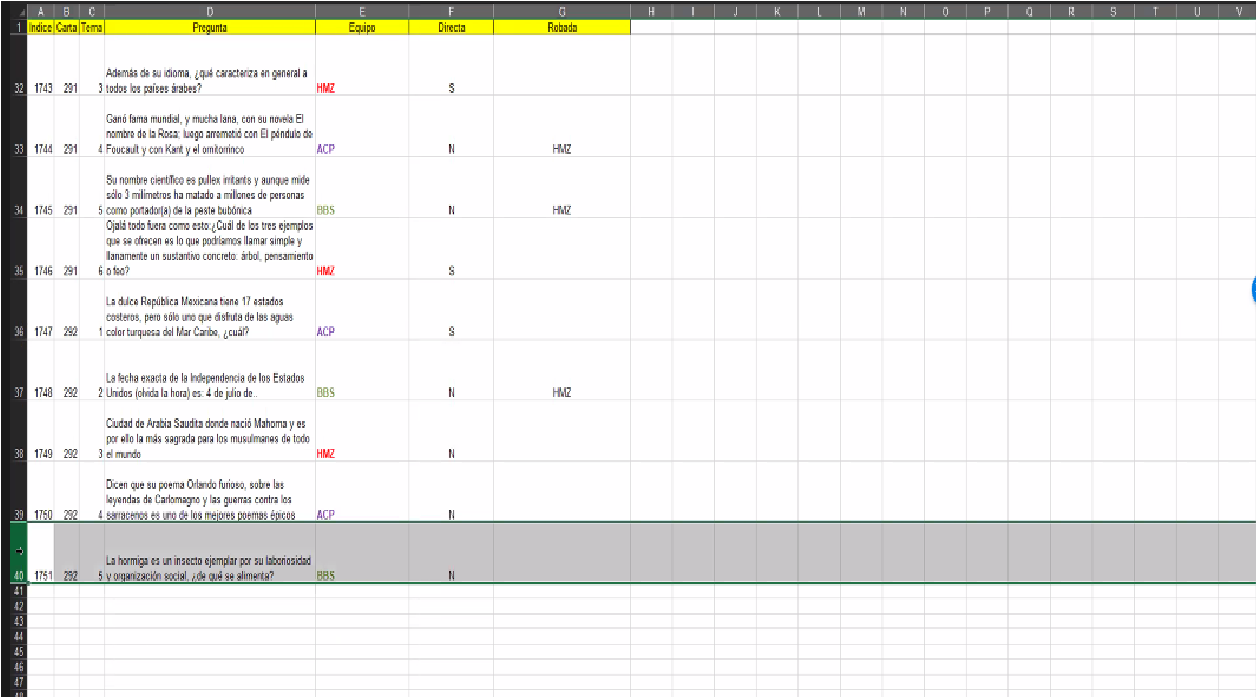 A B C D E F G H I J K L M N O P Q R S T U V
1 Indice Carta Tema Pregunta Equipo Directa Robada
Además de su idioma, ¿qué caracteriza en general a
32 1743 291 3 todos los países árabes? HMZ S
Ganó fama mundial, y mucha lana, con su novela El
nombre de la Rosa; luego arremetió con El péndulo de
33 1744 291 4 Foucault y con Kant y el ornitorrinco ACP N HMZ
Su nombre científico es pullex irritants y aunque mide
sólo 3 milímetros ha matado a millones de personas
34 1745 291 5 como portador(a) de la peste bubónica BBS N HMZ
Ojalá todo fuera como esto:¿Cuál de los tres ejemplos
que se ofrecen es lo que podríamos llamar simple y
llanamente un sustantivo concreto: árbol, pensamiento
35 1746 291 6 o feo? HMZ S
La dulce República Mexicana tiene 17 estados
costeros, pero sólo uno que disfruta de las aguas
36 1747 292 1 color turquesa del Mar Caribe, ¿cuál? ACP S
La fecha exacta de la Independencia de los Estados
37 1748 292 2 Unidos (olvida la hora) es: 4 de julio de.. BBS N HMZ
Ciudad de Arabia Saudita donde nació Mahoma y es
por ello la más sagrada para los musulmanes de todo
38 1749 292 3 el mundo HMZ N
Dicen que su poema Orlando furioso, sobre las
leyendas de Carlomagno y las guerras contra los
39 1750 292 4 sarracenos es uno de los mejores poemas épicos ACP N
La hormiga es un insecto ejemplar por su laboriosidad
40 1751 292 5 y organización social, ¿de qué se alimenta? BBS N
41
42
43
44
45
46
47
48